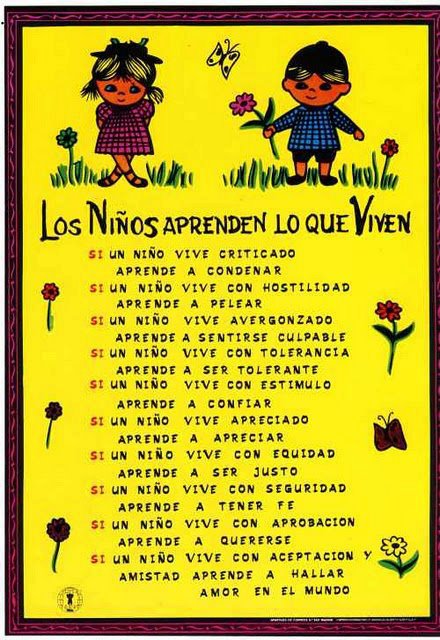 LOS NIÑOS APRENDEN LO QUE VIVEN
SI UN NIÑO VIVE CRITICADO
APRENDE A CONDENAR
SI UN NIÑO VIVE CON HOSTILIDAD
APRENDE A PELEAR
SI UN NIÑO VIVE AVERGONZADO
APRENDE A SENTIRSE CULPABLE
SI UN NIÑO VIVE CON TOLERANCIA
APRENDE A SER TOLERANTE
SI UN NIÑO VIVE CON ESTIMULO
APRENDE A CONFIAR
SI UN NIÑO VIVE APRECIADO
APRENDE A APRECIAR
SI UN NIÑO VIVE CON EQUIDAD
APRENDE A SER JUSTO
SI UN NIÑO VIVE CON SEGURIDAD
APRENDE A TENER FE
SI UN NIÑO VIVE CON APROBACION
APRENDE A QUERERSE
SI UN NIÑO VIVE CON ACEPTACION Y
AMISTAD APRENDE A HALLAR
AMOR EN EL MUNDO